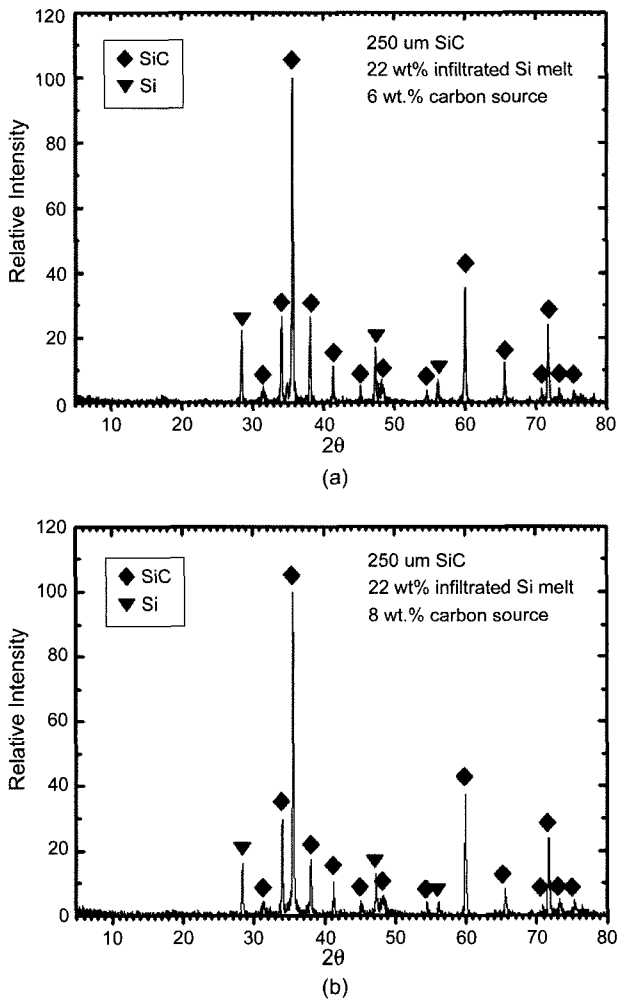 120
100
80
60
40
20
0
Relative Intensity
SiC
Si
250 um SiC
22 wt% infiltrated Si melt
6 wt.% carbon source
10 20 30 40 50 60 70 80
2θ
(a)
120
100
80
60
40
20
0
Relative Intensity
SiC
Si
250 um SiC
22 wt% infiltrated Si melt
8 wt.% carbon source
10 20 30 40 50 60 70 80
2θ
(b)